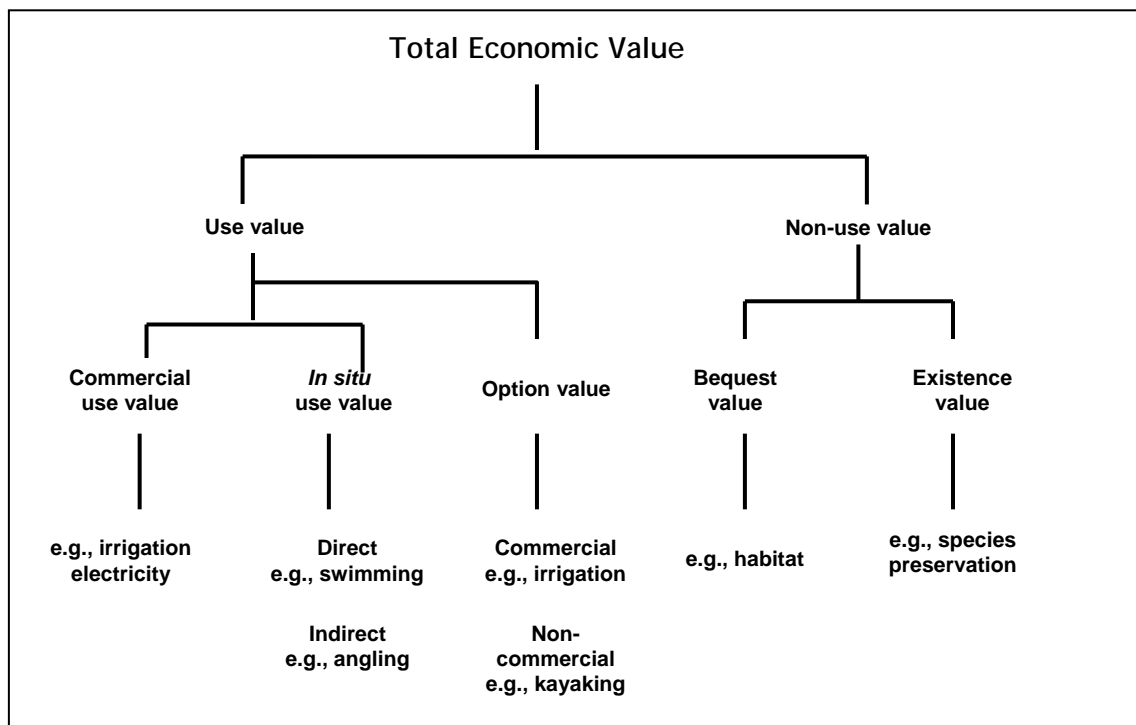 Total Economic Value
Use value
Non-use value
Commercial
use value
In situ
use value
Option value
Bequest
value
Existence
value
e.g., irrigation
electricity
Direct
e.g., swimming
Indirect
e.g., angling
Commercial
e.g., irrigation
Non-
commercial
e.g., kayaking
e.g., habitat
e.g., species
preservation